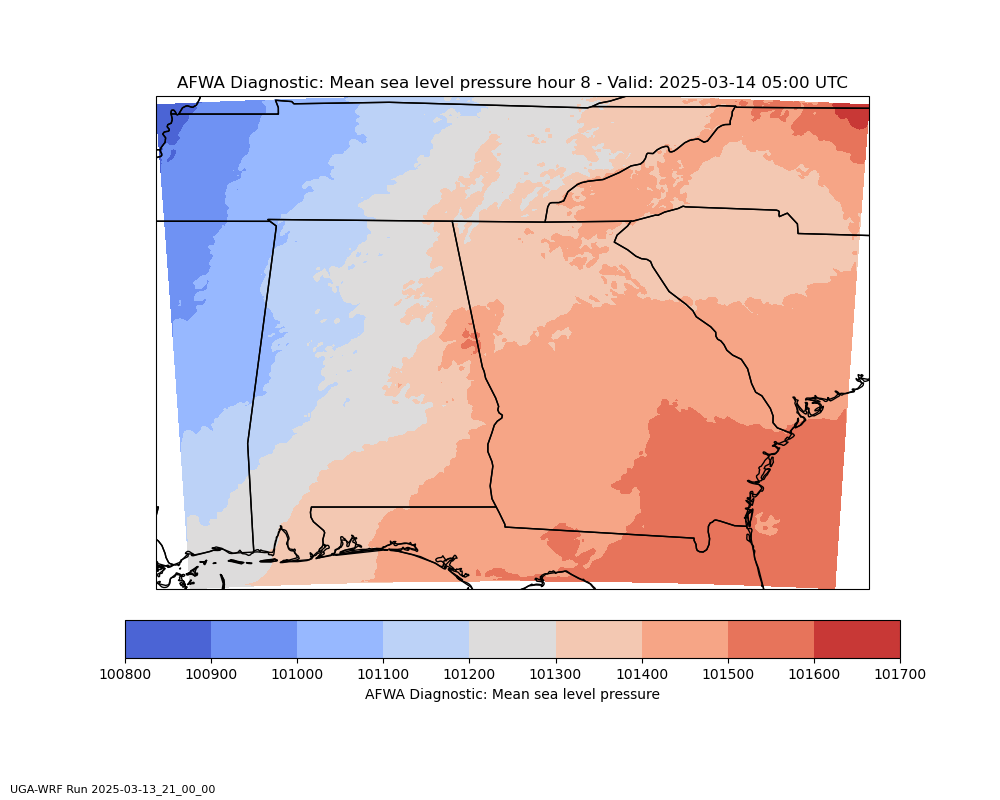 AFWA Diagnostic: Mean sea level pressure hour 8 - Valid: 2025-03-14 05:00 UTC
100800 100900 101000 101100 101200 101300 101400 101500 101600 101700
AFWA Diagnostic: Mean sea level pressure
UGA-WRF Run 2025-03-13_21_00_00